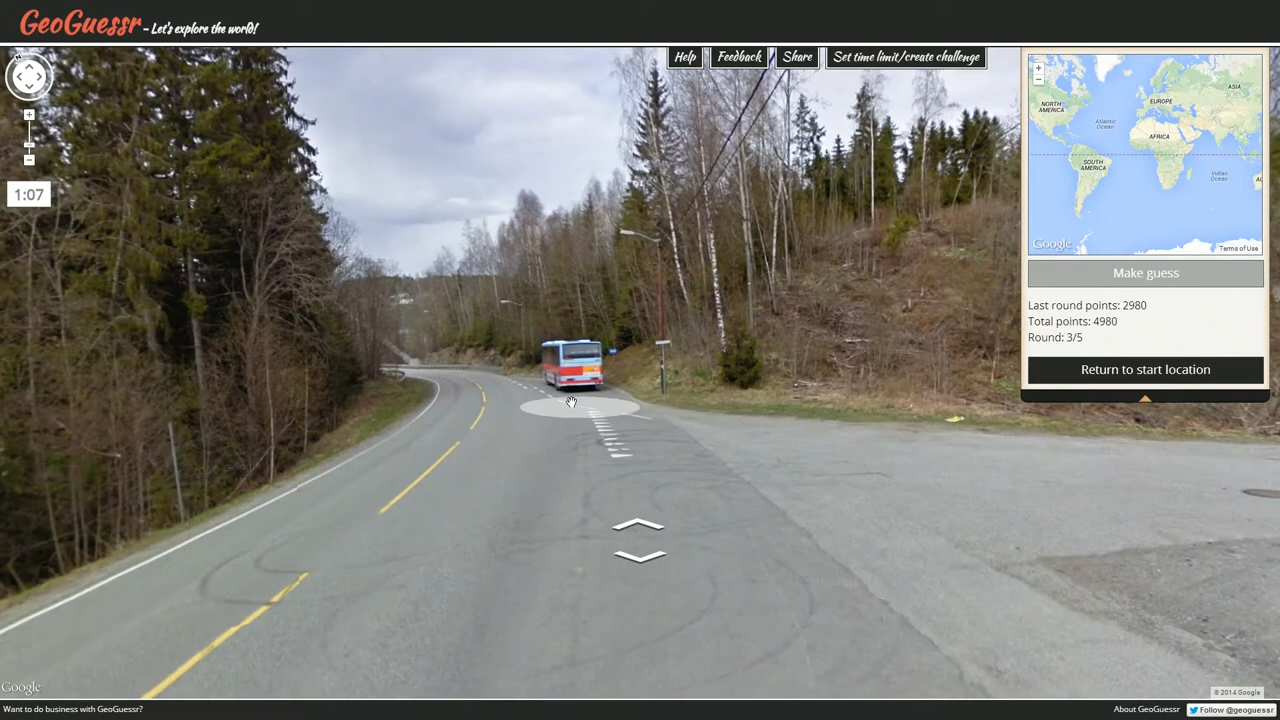 GeoGuessr - Let's explore the world!
Help
Feedback
Share
Set time limit/create challenge
N
1:07
+
−
NORTH
AMERICA
EUROPE
ASIA
Atlantic
Ocean
AFRICA
SOUTH
AMERICA
Indian
Ocean
AU
Google
Terms of Use
Make guess
Last round points: 2980
Total points: 4980
Round: 3/5
Return to start location
Google
© 2014 Google
Want to do business with GeoGuessr?
About GeoGuessr
Follow @geoguessr